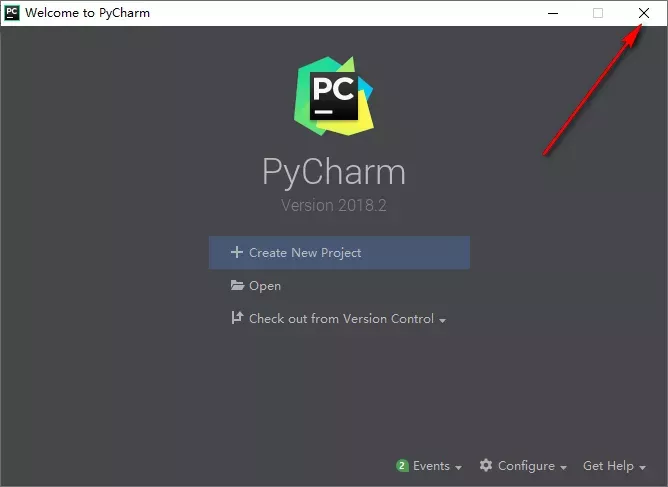 Welcome to PyCharm
PC
PyCharm
Version 2018.2
Create New Project
Open
Check out from Version Control
2 Events Configure Get Help